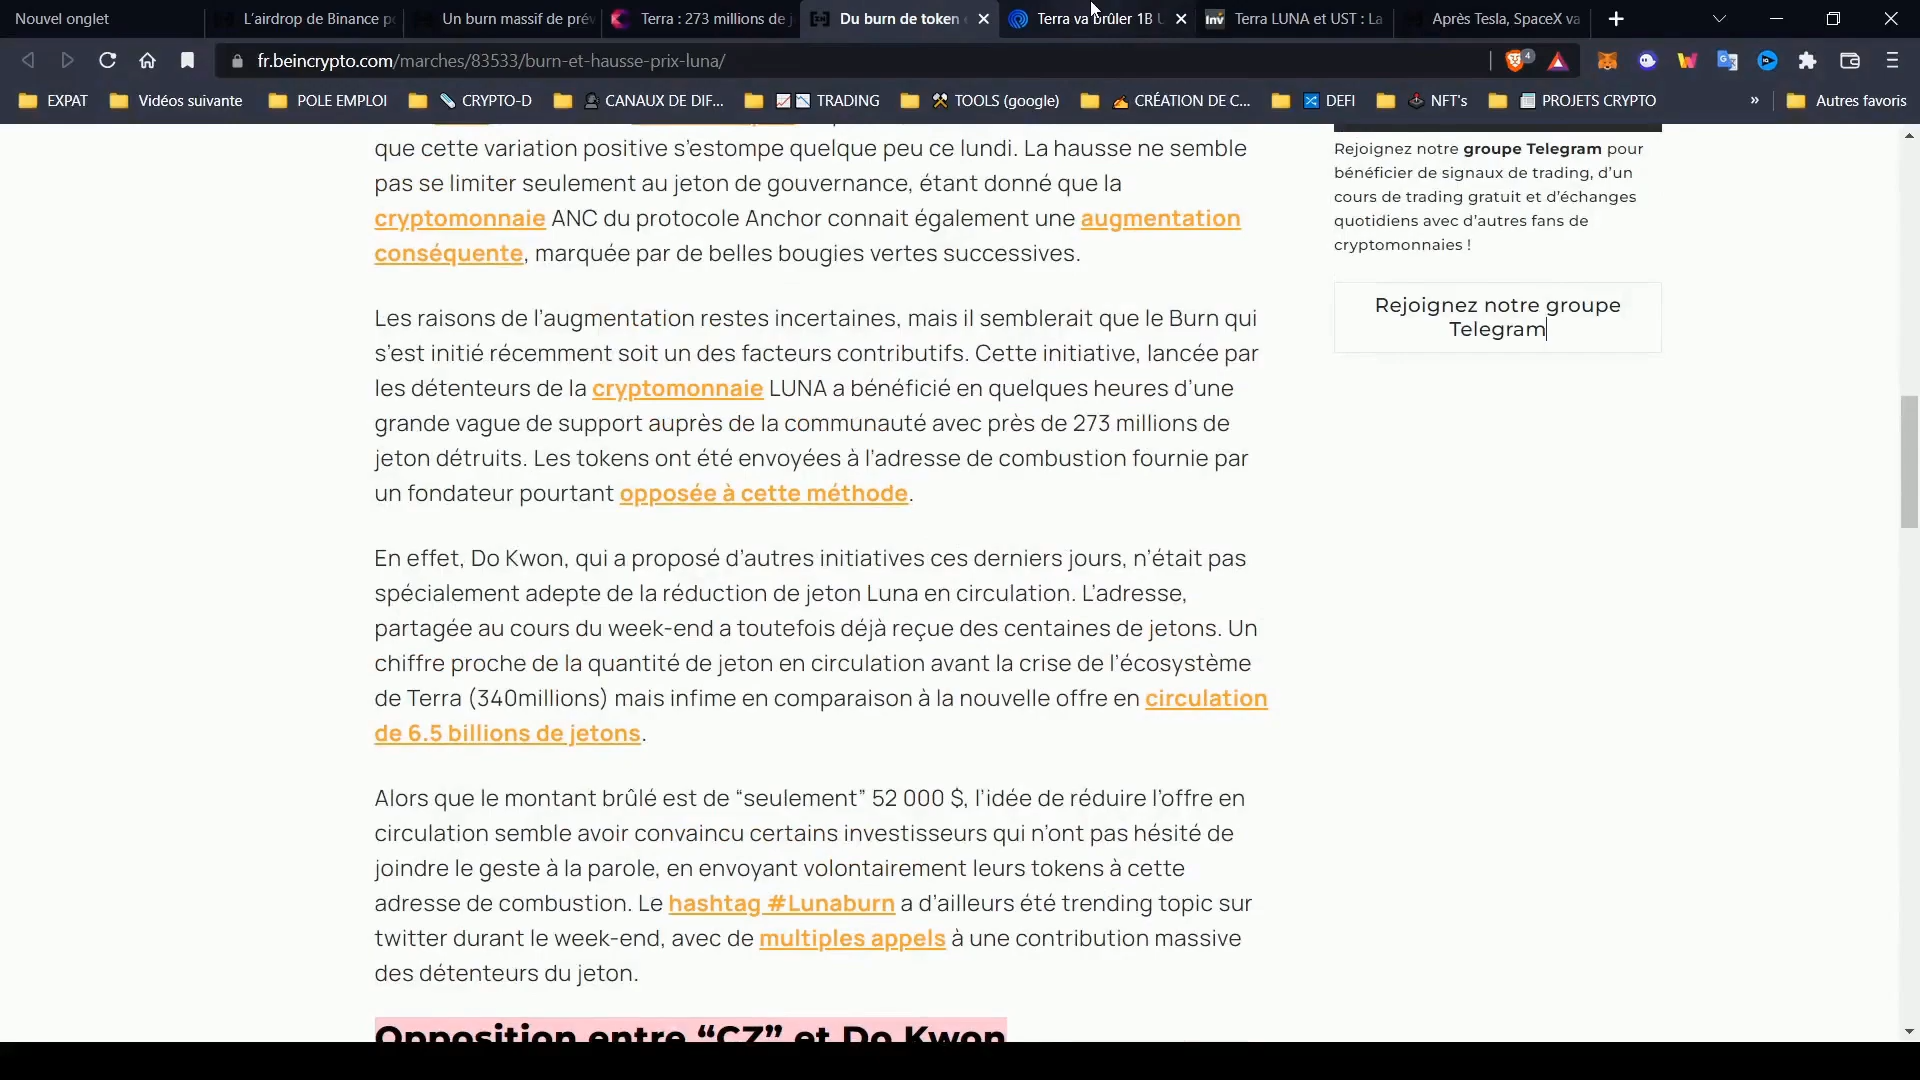 Nouvel onglet
L'airdrop de Binance p
Un burn massif de prév
Terra : 273 millions de j
Du burn de token
Terra va brûler 1B U
Terra LUNA et UST : La
Après Tesla, SpaceX va
fr.beincrypto.com/marches/83533/burn-et-hausse-prix-luna/
EXPAT
Vidéos suivante
POLE EMPLOI
CRYPTO-D
CANAUX DE DIF...
TRADING
TOOLS (google)
CRÉATION DE C...
DEFI
NFT's
PROJETS CRYPTO
»
Autres favoris
que cette variation positive s'estompe quelque peu ce lundi. La hausse ne semble
pas se limiter seulement au jeton de gouvernance, étant donné que la
cryptomonnaie ANC du protocole Anchor connait également une augmentation
conséquente, marquée par de belles bougies vertes successives.
Les raisons de l'augmentation restes incertaines, mais il semblerait que le Burn qui
s'est initié récemment soit un des facteurs contributifs. Cette initiative, lancée par
les détenteurs de la cryptomonnaie LUNA a bénéficié en quelques heures d'une
grande vague de support auprès de la communauté avec près de 273 millions de
jeton détruits. Les tokens ont été envoyées à l'adresse de combustion fournie par
un fondateur pourtant opposée à cette méthode.
En effet, Do Kwon, qui a proposé d'autres initiatives ces derniers jours, n'était pas
spécialement adepte de la réduction de jeton Luna en circulation. L'adresse,
partagée au cours du week-end a toutefois déjà reçue des centaines de jetons. Un
chiffre proche de la quantité de jeton en circulation avant la crise de l'écosystème
de Terra (340millions) mais infime en comparaison à la nouvelle offre en circulation
de 6.5 billions de jetons.
Alors que le montant brûlé est de “seulement” 52 000 $, l'idée de réduire l'offre en
circulation semble avoir convaincu certains investisseurs qui n'ont pas hésité de
joindre le geste à la parole, en envoyant volontairement leurs tokens à cette
adresse de combustion. Le hashtag #Lunaburn a d'ailleurs été trending topic sur
twitter durant le week-end, avec de multiples appels à une contribution massive
des détenteurs du jeton.
Opposition entre “CZ” et Do Kwon
Rejoignez notre groupe Telegram pour
bénéficier de signaux de trading, d'un
cours de trading gratuit et d'échanges
quotidiens avec d'autres fans de
cryptomonnaies !
Rejoignez notre groupe
Telegram